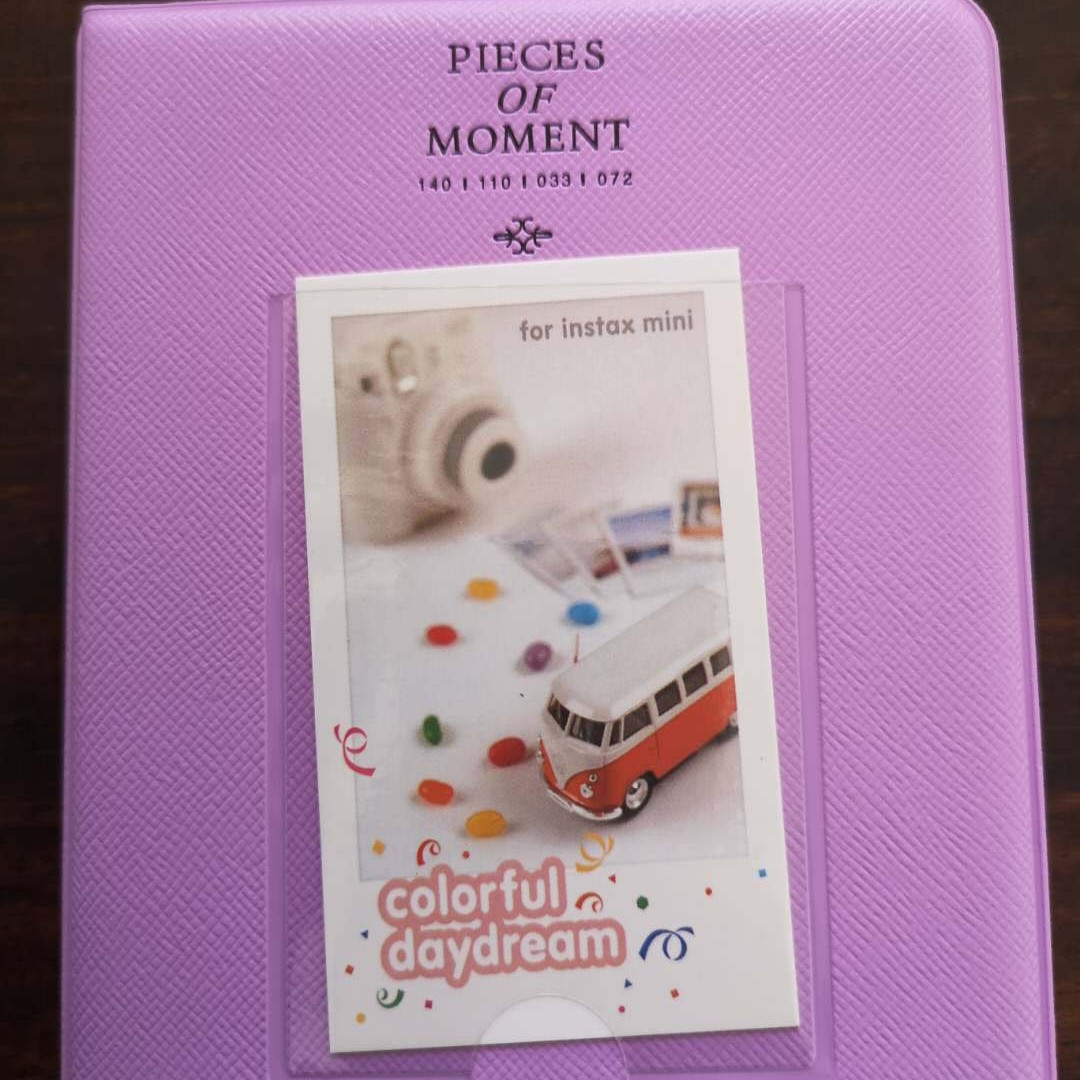 PIECES
OF
MOMENT
140 I 110 I 033 I 072
for instax mini
colorful
daydream